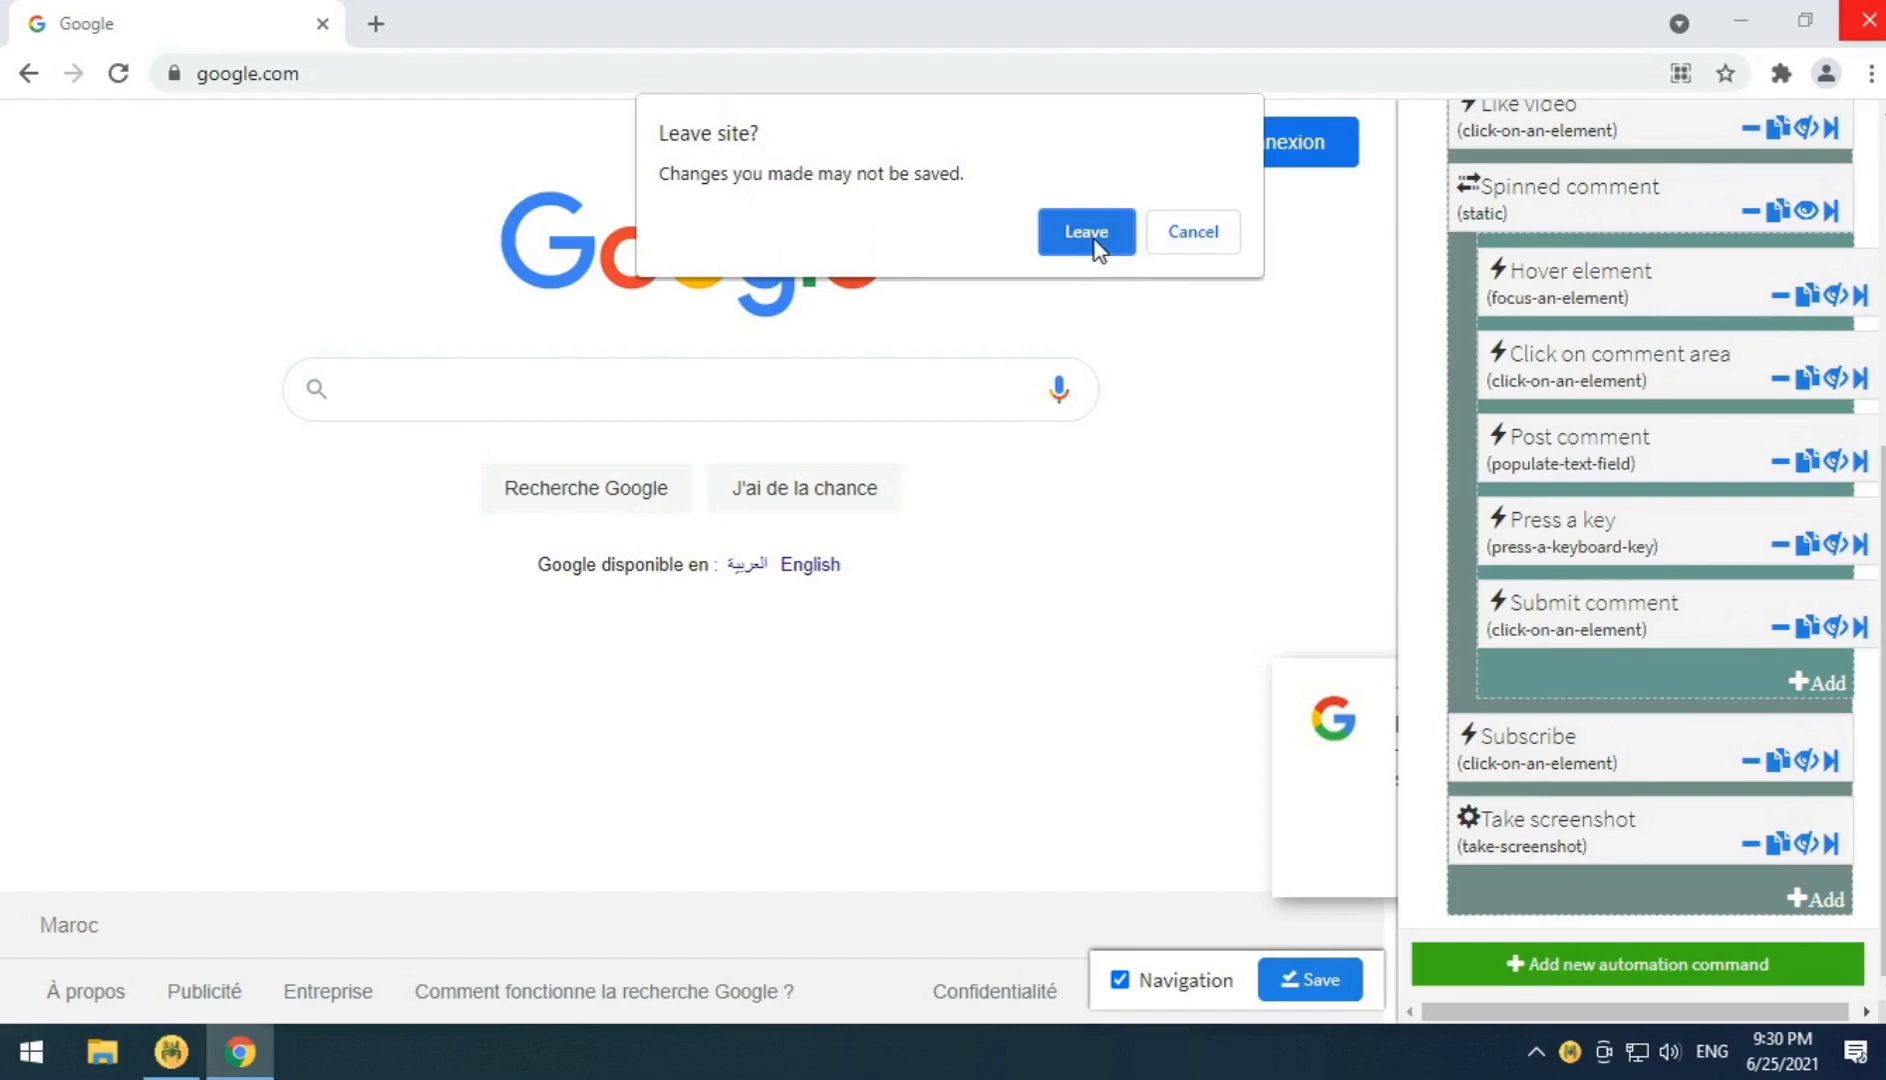 Google
google.com
Leave site?
Changes you made may not be saved.
Leave
Cancel
nnexion
Google
Recherche Google
J'ai de la chance
Google disponible en : العربية English
Maroc
À propos
Publicité
Entreprise
Comment fonctionne la recherche Google ?
Confidentialité
Navigation
Save
Like video
(click-on-an-element)
Spinned comment
(static)
Hover element
(focus-an-element)
Click on comment area
(click-on-an-element)
Post comment
(populate-text-field)
Press a key
(press-a-keyboard-key)
Submit comment
(click-on-an-element)
Add
Subscribe
(click-on-an-element)
Take screenshot
(take-screenshot)
Add
Add new automation command
ENG
9:30 PM
6/25/2021